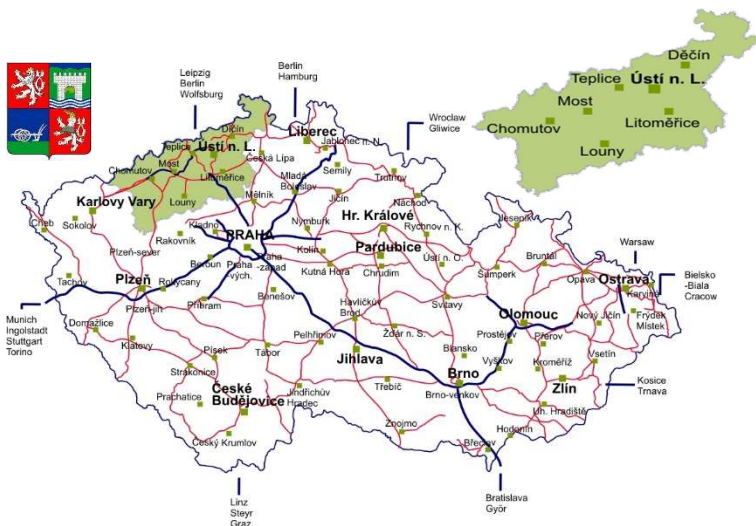 Děčín
Teplice
Ústí n. L.
Most
Chomutov
Litoměřice
Louny
Leipzig
Berlin
Wolfsburg
Berlin
Hamburg
Wroclaw
Gliwice
Děčín
Teplice
Ústí n. L.
Liberec
Jablonec n. N.
Most
Chomutov
Česká Lípa
Semily
Litoměřice
Mladá
Boleslav
Trutnov
Karlovy Vary
Louny
Mělník
Jičín
Náchod
Cheb
Sokolov
Nymburk
Hr. Králové
Rychnov n. K.
Jeseník
Rakovník
Kladno
PRAHA
Pardubice
Warsaw
Plzeň-sever
Kolín
Ústí n. O.
Bruntál
Tachov
Plzeň
Rokycany
Beroun
Praha
-vých.
Praha
-západ
Kutná Hora
Chrudim
Šumperk
Opava
Ostrava
Karviná
Bielsko
-Biala
Cracow
Munich
Ingolstadt
Stuttgart
Torino
Plzeň-jih
Příbram
Benešov
Havlíčkův
Brod
Svitavy
Olomouc
Nový Jičín
Frýdek
Místek
Domažlice
Klatovy
Písek
Tábor
Pelhřimov
Žďár n. S.
Prostějov
Přerov
Strakonice
Jihlava
Blansko
Vyškov
Kroměříž
Vsetín
Prachatice
České
Budějovice
Jindřichův
Hradec
Třebíč
Brno
Brno-venkov
Zlín
Kosice
Trnava
Český Krumlov
Znojmo
Uh. Hradiště
Hodonín
Břeclav
Linz
Steyr
Graz
Bratislava
Györ